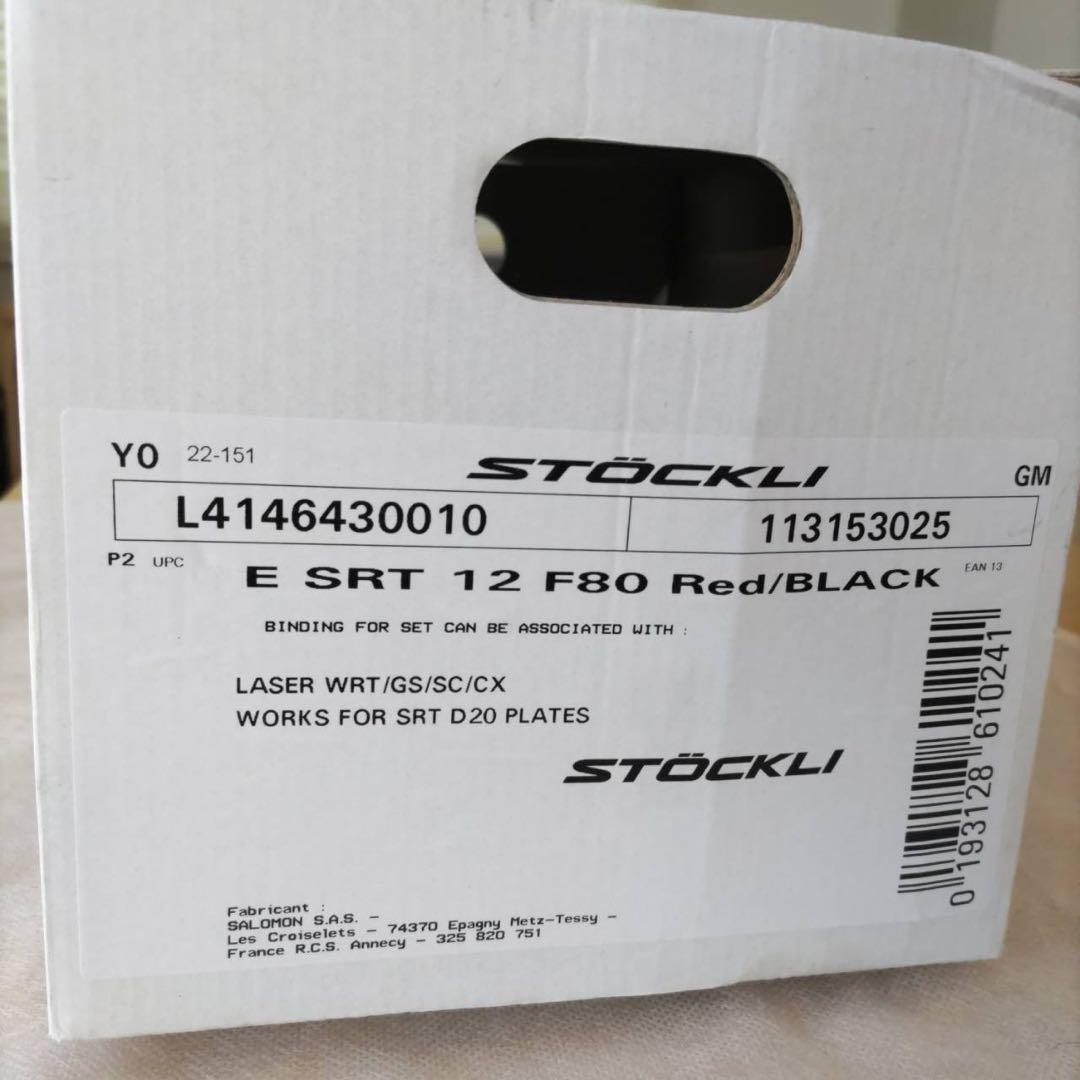 Y0 22-151 STÖCKLI GM
L4146430010 113153025
P2 UPC E SRT 12 F80 Red/BLACK EAN 13
BINDING FOR SET CAN BE ASSOCIATED WITH :
LASER WRT/GS/SC/CX
WORKS FOR SRT D20 PLATES
STÖCKLI
0 193128 610241
Fabricant :
SALOMON S.A.S. –
Les Croiselets – 74370 Epagny Metz-Tessy –
France R.C.S. Annecy – 325 820 751